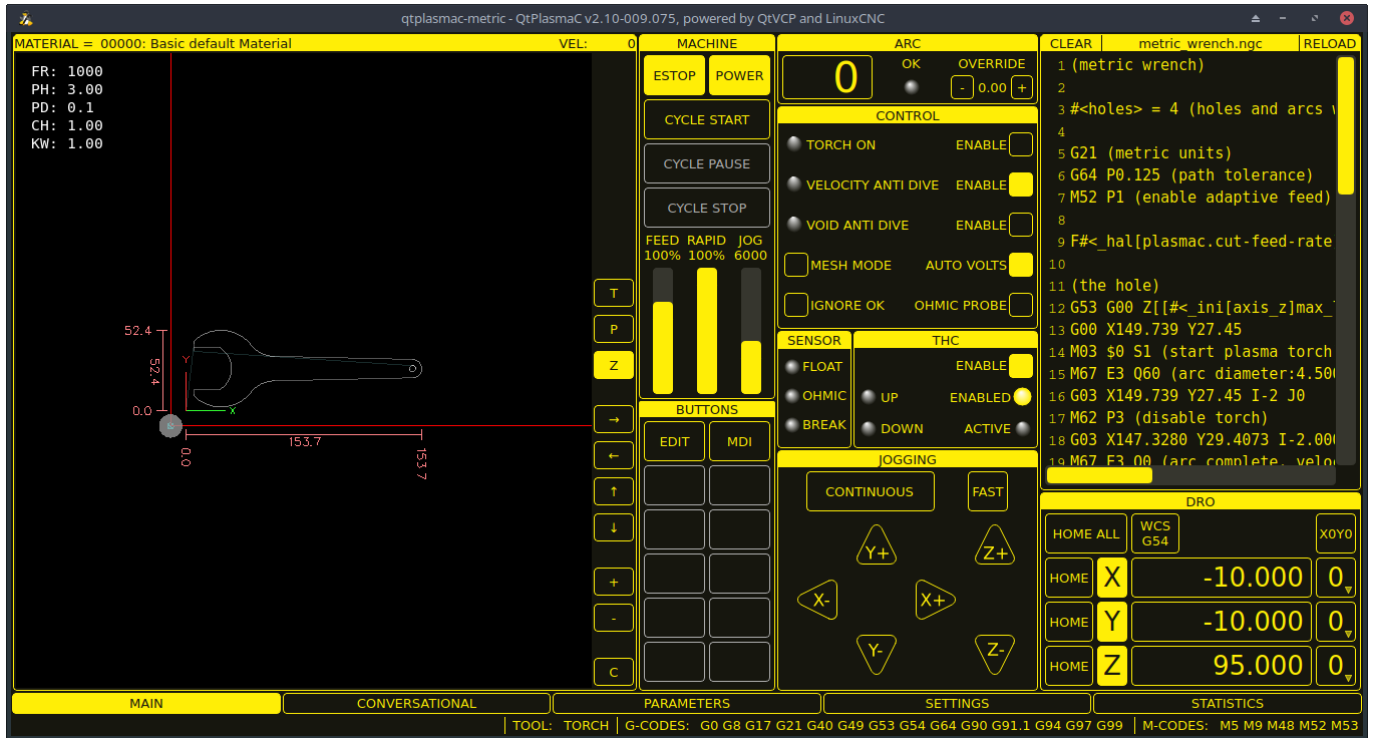 qtplasmac-metric - QtPlasmaC v2.10-009.075, powered by QtVCP and LinuxCNC
MATERIAL = 00000: Basic default Material
VEL: 0
FR: 1000
PH: 3.00
PD: 0.1
CH: 1.00
KW: 1.00
52.4
52.4
0.0
Y
X
153.7
0.0
153.7
T
P
Z
→
←
↑
↓
+
-
C
MACHINE
ESTOP POWER
CYCLE START
CYCLE PAUSE
CYCLE STOP
FEED RAPID JOG
100% 100% 6000
BUTTONS
EDIT MDI
ARC
0
OK
OVERRIDE
- 0.00 +
CONTROL
TORCH ON ENABLE
VELOCITY ANTI DIVE ENABLE
VOID ANTI DIVE ENABLE
MESH MODE AUTO VOLTS
IGNORE OK OHMIC PROBE
SENSOR
FLOAT
OHMIC
BREAK
THC
ENABLE
UP ENABLED
DOWN ACTIVE
JOGGING
CONTINUOUS FAST
Y+ Z+
X- X+
Y- Z-
CLEAR metric_wrench.ngc RELOAD
1 (metric wrench)
2
3 #<holes> = 4 (holes and arcs
4
5 G21 (metric units)
6 G64 P0.125 (path tolerance)
7 M52 P1 (enable adaptive feed)
8
9 F#<_hal[plasmac.cut-feed-rate
10
11 (the hole)
12 G53 G00 Z[[#<_ini[axis_z]max_
13 G00 X149.739 Y27.45
14 M03 $0 S1 (start plasma torch
15 M67 E3 Q60 (arc diameter:4.500
16 G03 X149.739 Y27.45 I-2 J0
17 M62 P3 (disable torch)
18 G03 X147.3280 Y29.4073 I-2.000
19 M67 E3 Q0 (arc complete, velo
DRO
HOME ALL WCS G54 X0Y0
HOME X -10.000 0
HOME Y -10.000 0
HOME Z 95.000 0
MAIN CONVERSATIONAL PARAMETERS SETTINGS STATISTICS
TOOL: TORCH G-CODES: G0 G8 G17 G21 G40 G49 G53 G54 G64 G90 G91.1 G94 G97 G99 M-CODES: M5 M9 M48 M52 M53